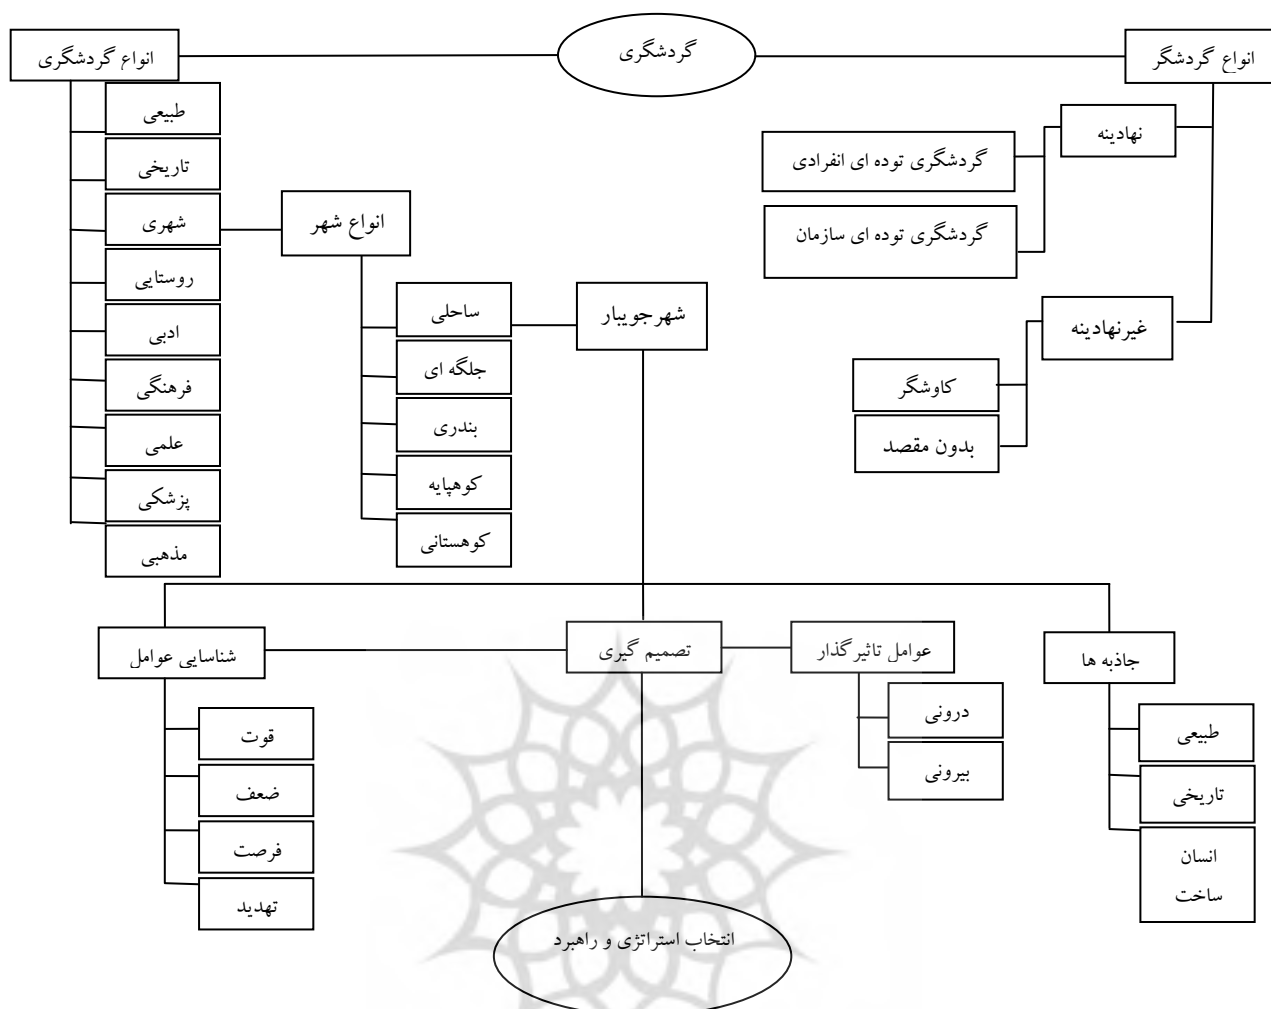 گردشگری
انواع گردشگر
نهادینه
گردشگری توده ای انفرادی
گردشگری توده ای سازمان
غیرنهادینه
کاوشگر
بدون مقصد
انواع گردشگری
طبیعی
تاریخی
شهری
روستایی
ادبی
فرهنگی
علمی
پزشکی
مذهبی
انواع شهر
ساحلی
جلگه ای
بندری
کوهپایه
کوهستانی
شهرجویبار
جاذبه ها
طبیعی
تاریخی
انسان
ساخت
عوامل تاثیرگذار
درونی
بیرونی
تصمیم گیری
شناسایی عوامل
قوت
ضعف
فرصت
تهدید
انتخاب استراتژی و راهبرد